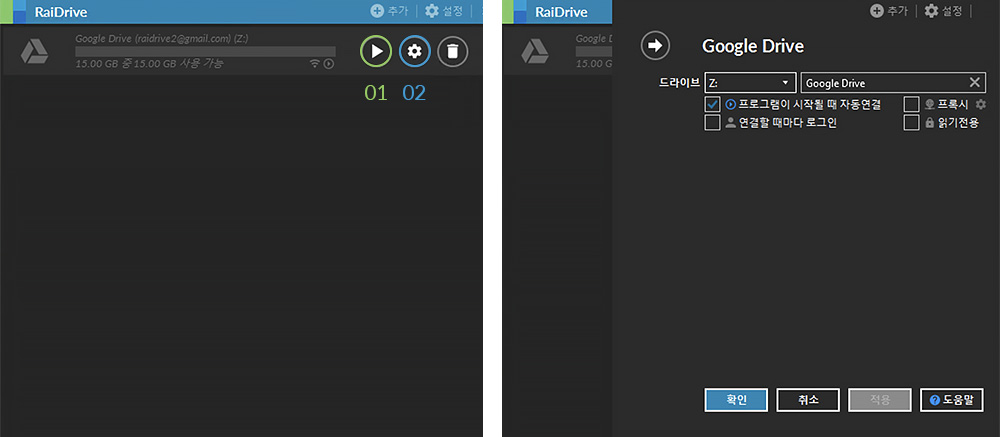 RaiDrive
추가
설정
Google Drive (raidrive2@gmail.com) (Z:)
15.00 GB 중 15.00 GB 사용 가능
01 02
RaiDrive
추가
설정
Google D
15.00 G
Google Drive
드라이브 Z: Google Drive
프로그램이 시작될 때 자동연결 프록시
연결할 때마다 로그인 읽기전용
확인 취소 적용 도움말